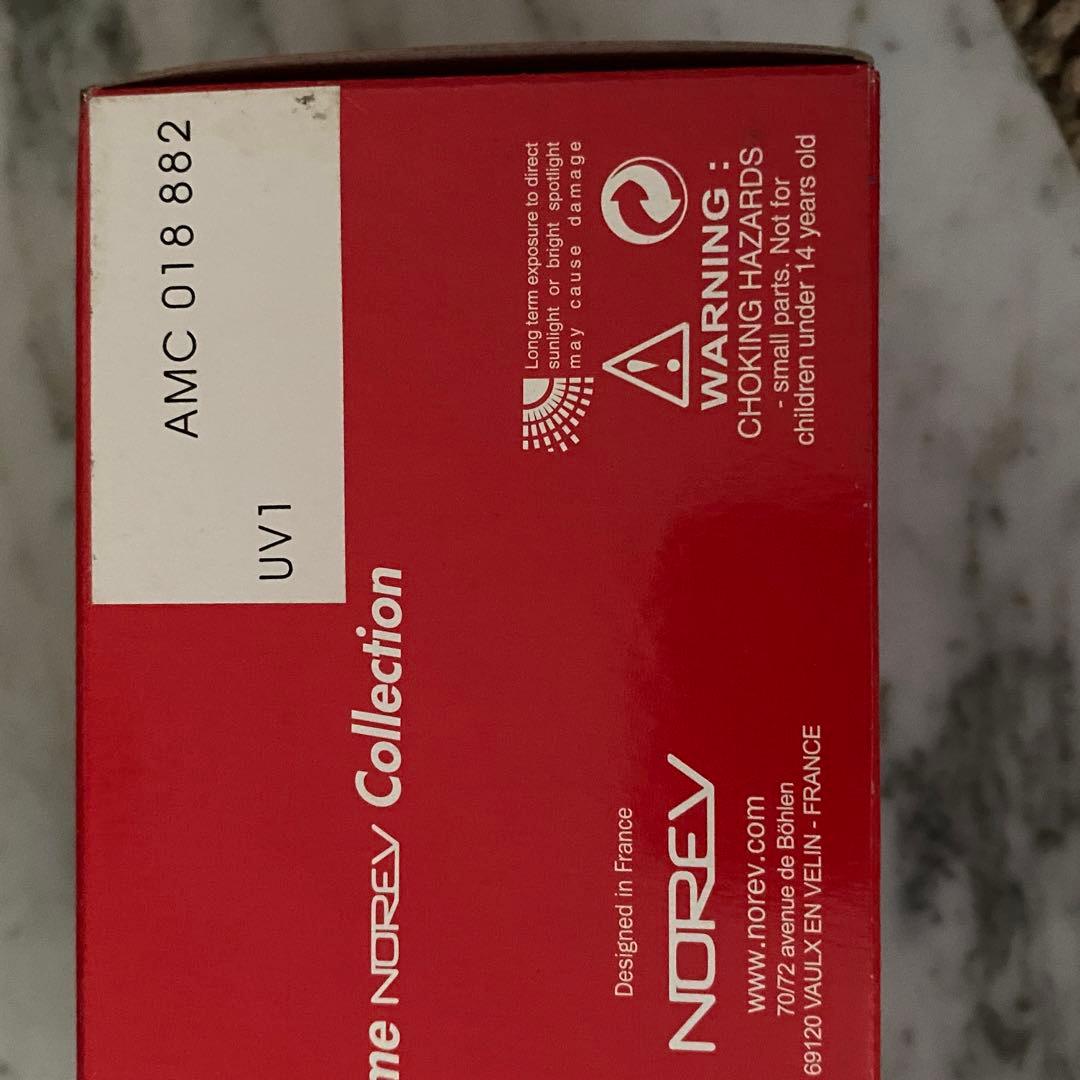 AMC 018 882
UV1
me NOREV Collection
Long term exposure to direct
sunlight or bright spotlight
may cause damage
WARNING :
CHOKING HAZARDS
- small parts. Not for
children under 14 years old
Designed in France
NOREV
www.norev.com
70/72 avenue de Böhlen
69120 VAULX EN VELIN - FRANCE